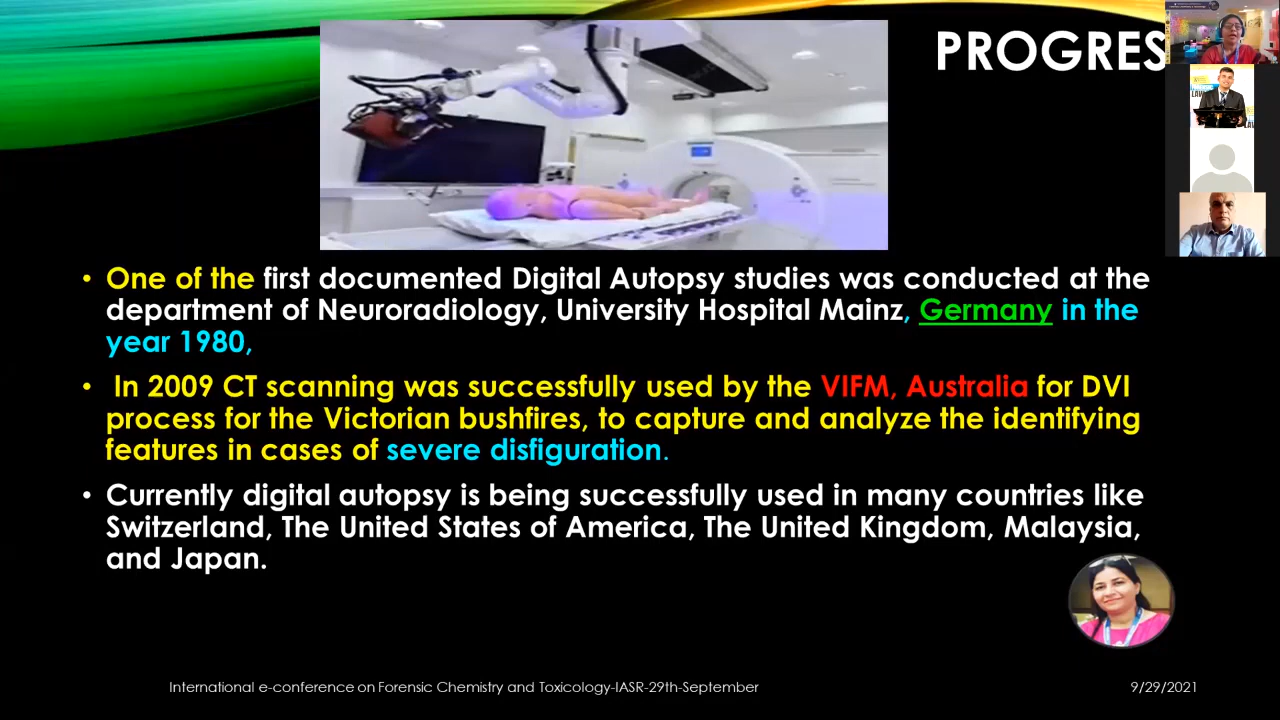 PROGRES
• One of the first documented Digital Autopsy studies was conducted at the
department of Neuroradiology, University Hospital Mainz, Germany in the
year 1980,
• In 2009 CT scanning was successfully used by the VIFM, Australia for DVI
process for the Victorian bushfires, to capture and analyze the identifying
features in cases of severe disfiguration.
• Currently digital autopsy is being successfully used in many countries like
Switzerland, The United States of America, The United Kingdom, Malaysia,
and Japan.
International e-conference on Forensic Chemistry and Toxicology-IASR-29th-September
9/29/2021